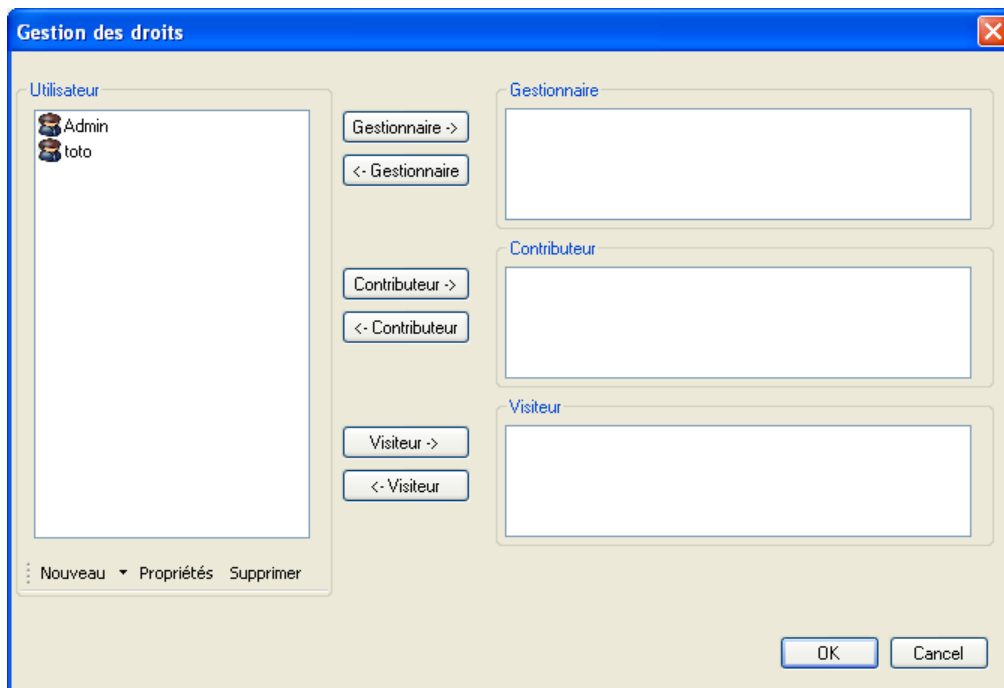 Gestion des droits
Utilisateur
Admin
toto
Nouveau Propriétés Supprimer
Gestionnaire ->
<- Gestionnaire
Contributeur ->
<- Contributeur
Visiteur ->
<- Visiteur
Gestionnaire
Contributeur
Visiteur
OK
Cancel